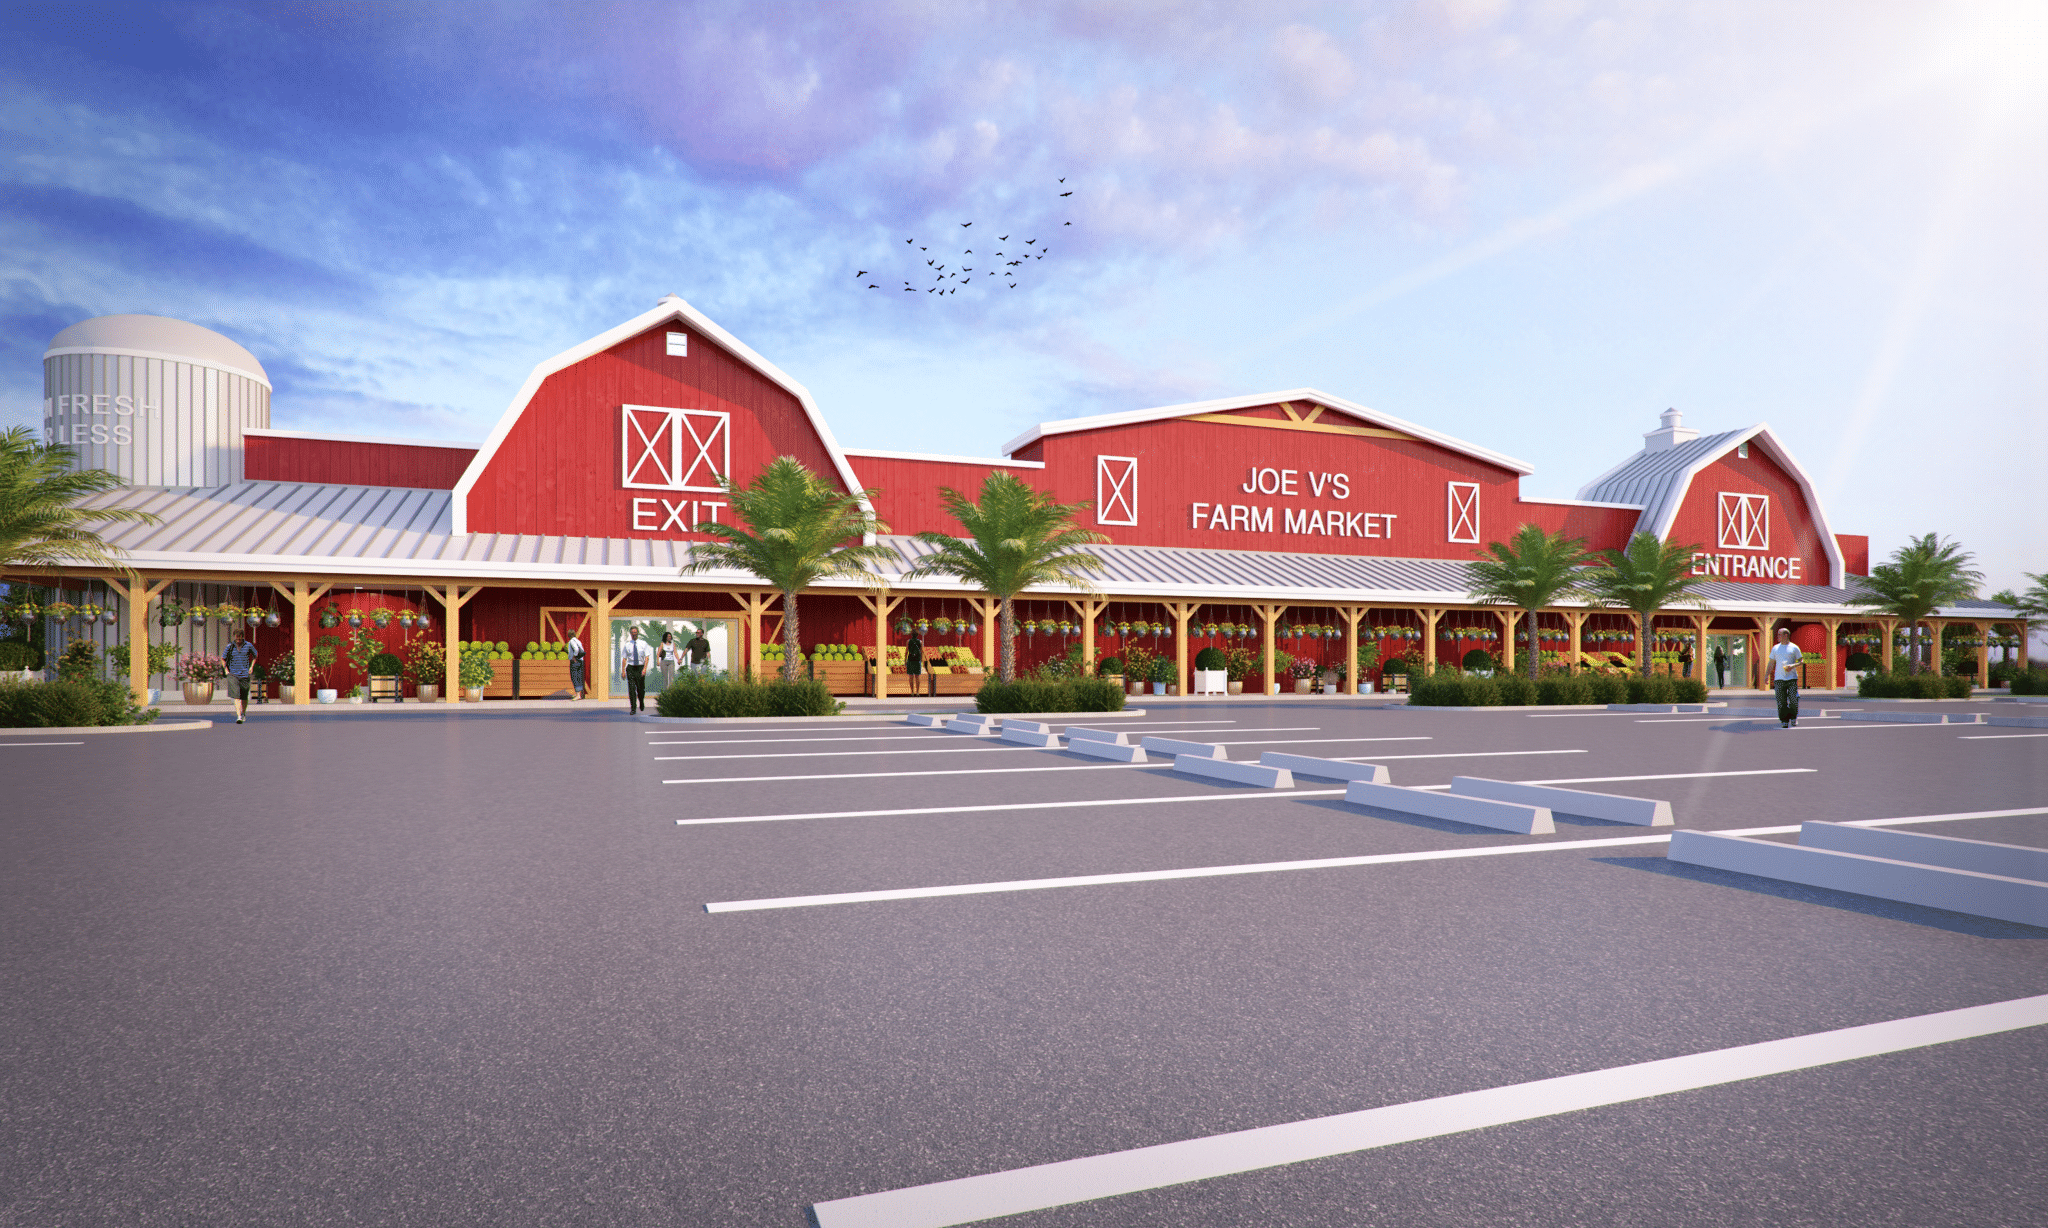 FRESH
LESS
EXIT
JOE V'S
FARM MARKET
ENTRANCE